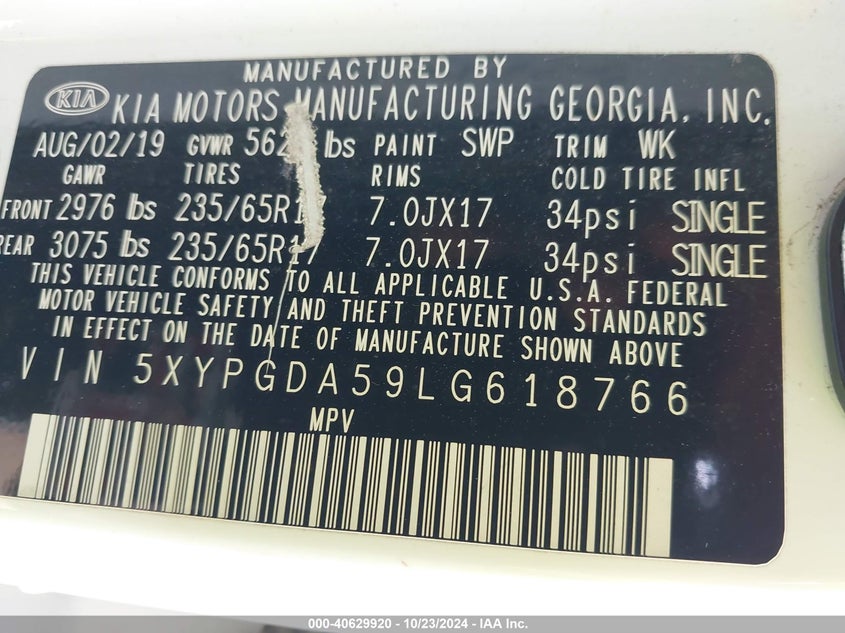 MANUFACTURED BY
KIA KIA MOTORS MANUFACTURING GEORGIA, INC.
AUG/02/19 GVWR lbs PAINT SWP TRIM WK
GAWR TIRES RIMS COLD TIRE INFL
FRONT 2976 lbs 235/65R17 7.0JX17 34psi SINGLE
REAR 3075 lbs 235/65R17 7.0JX17 34psi SINGLE
THIS VEHICLE CONFORMS TO ALL APPLICABLE U.S.A. FEDERAL
MOTOR VEHICLE SAFETY AND THEFT PREVENTION STANDARDS
IN EFFECT ON THE DATE OF MANUFACTURE SHOWN ABOVE
VIN 5XYPGDA59LG618766
MPV
000-40629920 - 10/23/2024 - IAA Inc.